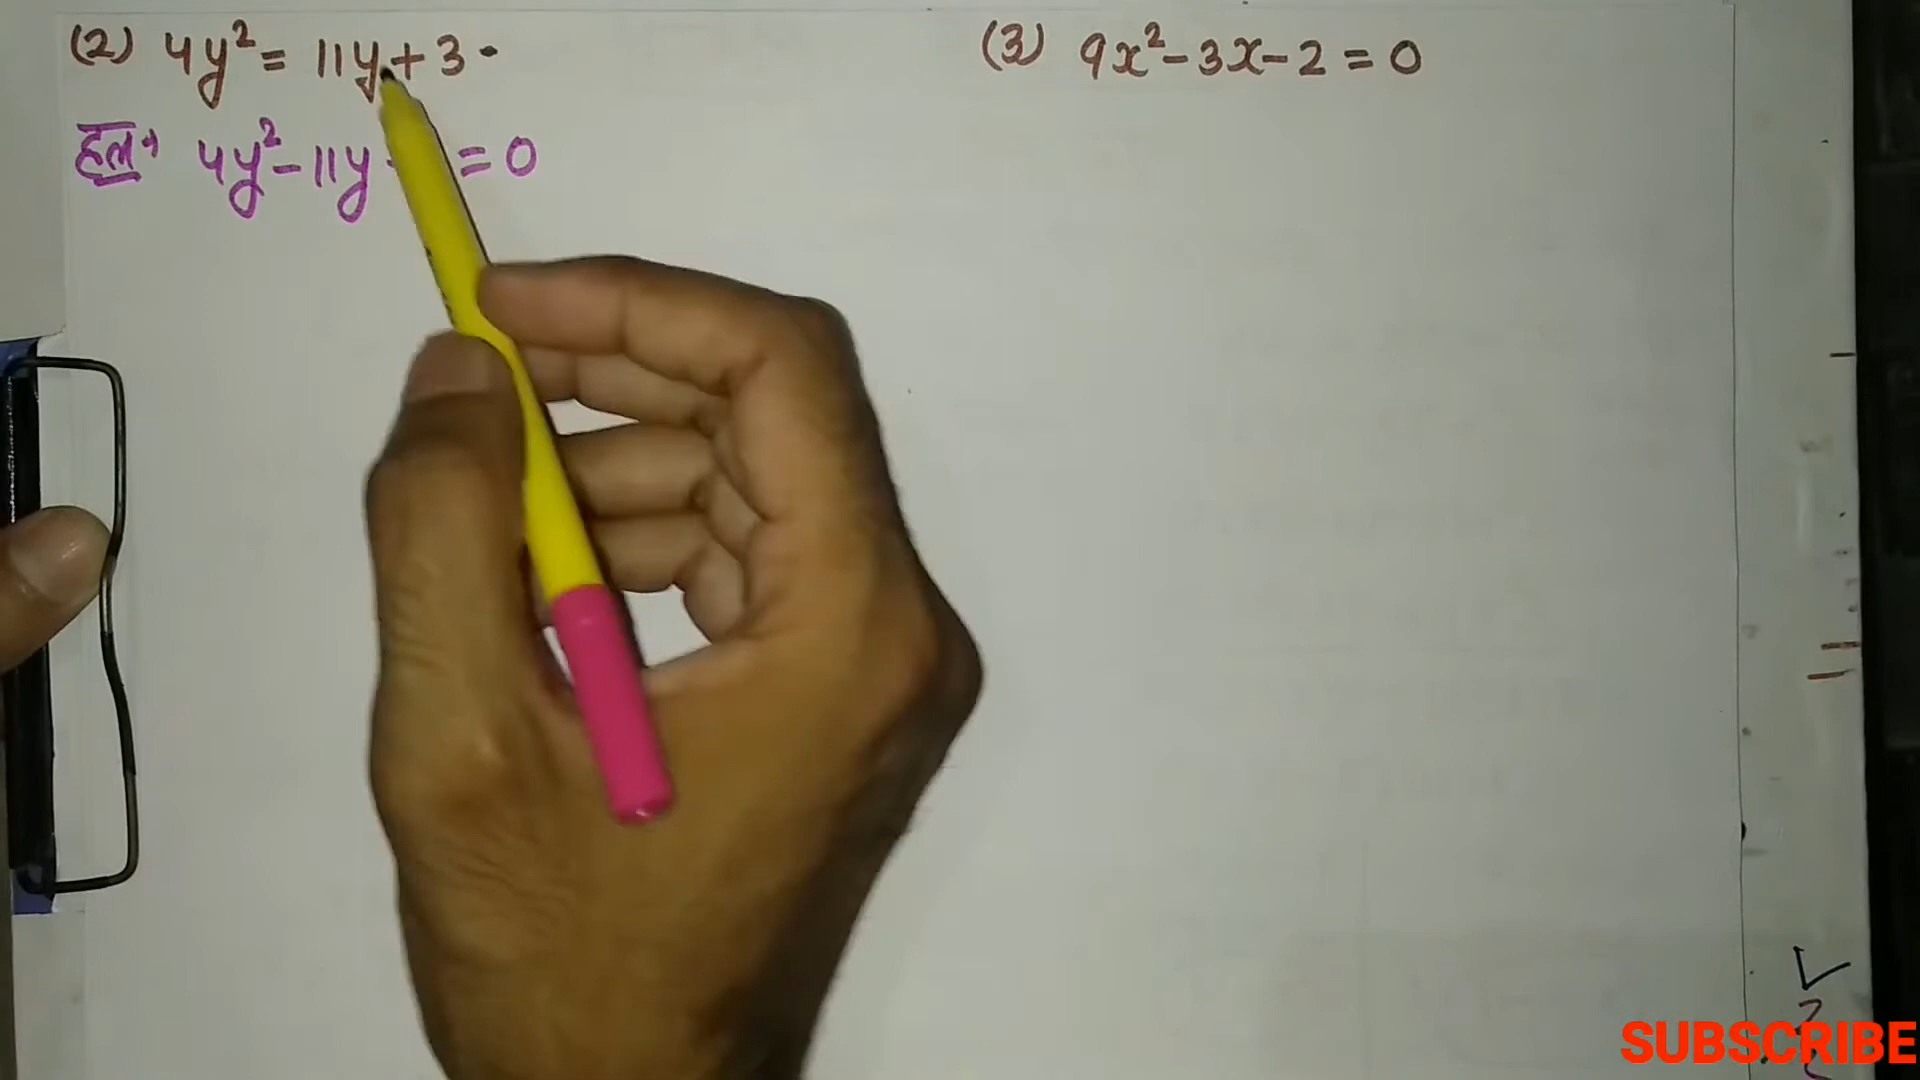 (2) 4y² = 11y + 3 .
हल→ 4y² - 11y - = 0
(3) 9x² - 3x - 2 = 0
SUBSCRIBE